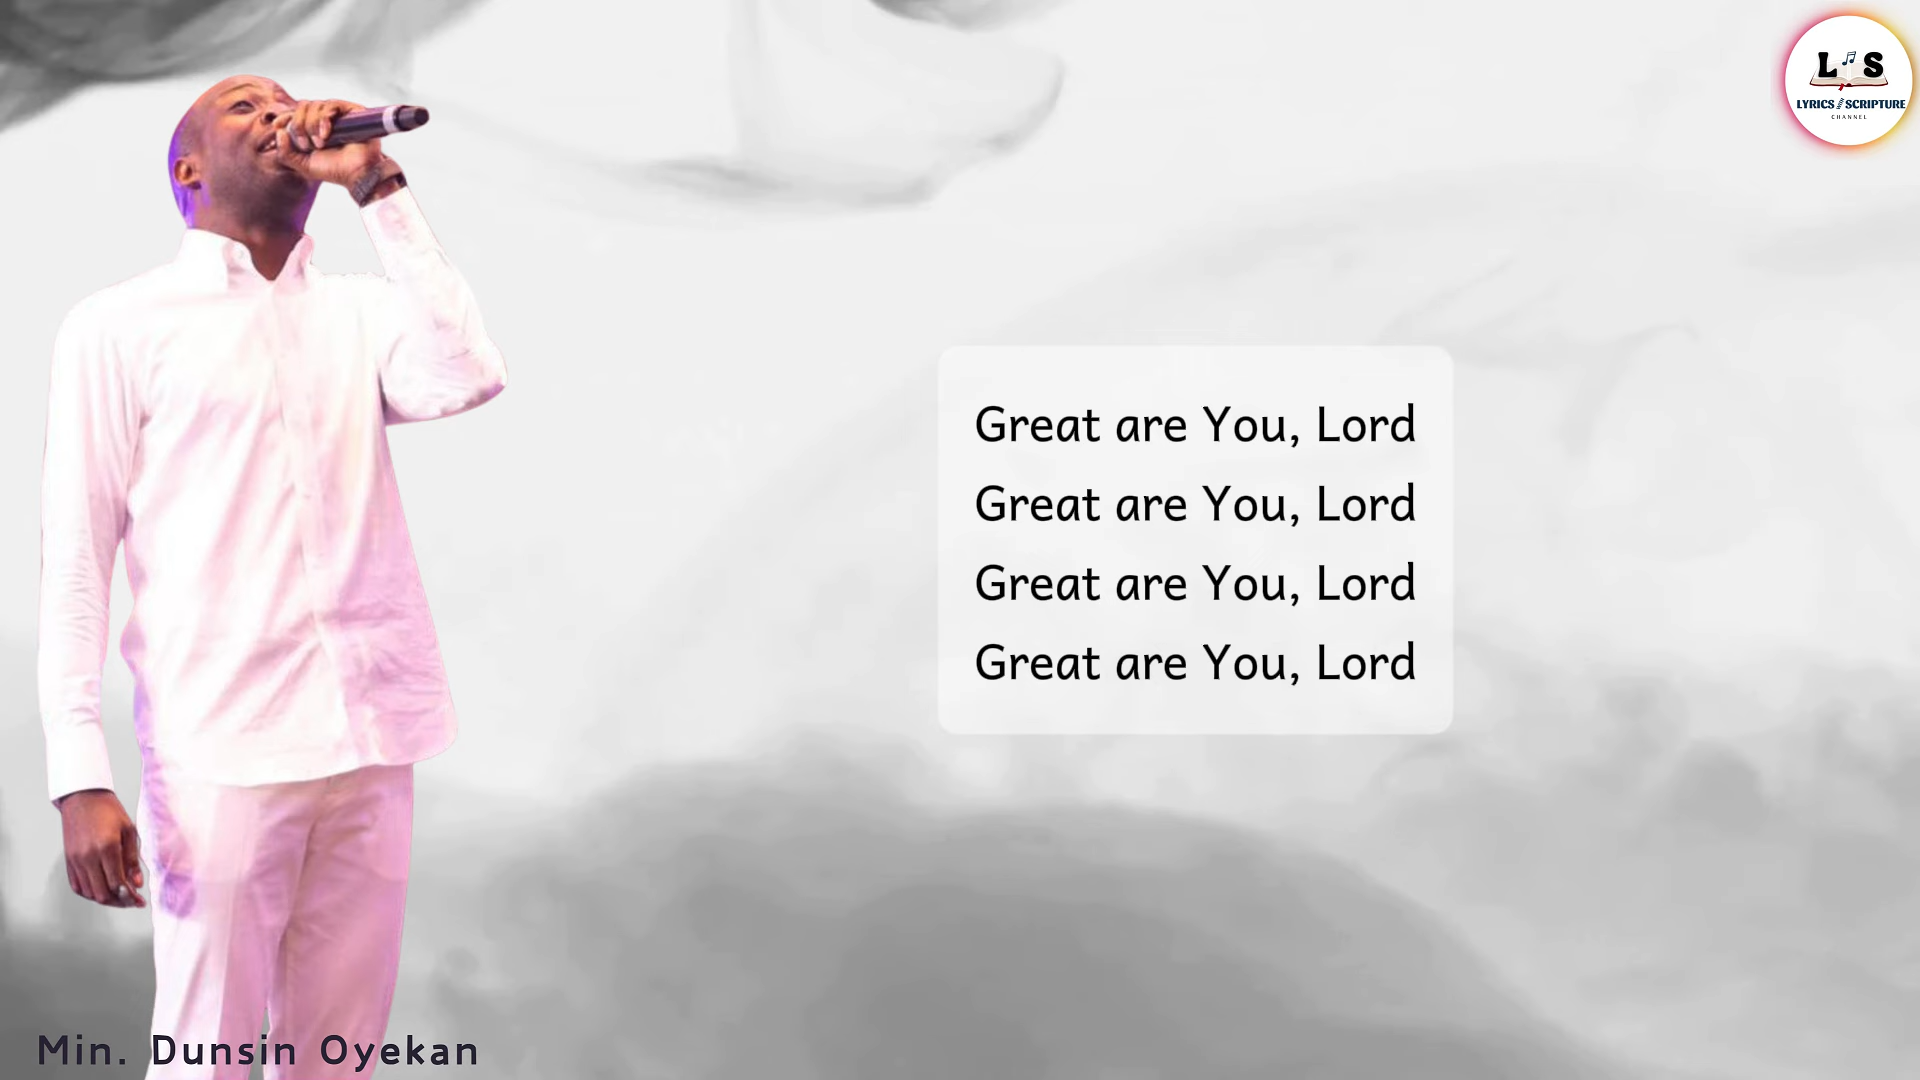 L S
LYRICS SCRIPTURE
CHANNEL
Great are You, Lord
Great are You, Lord
Great are You, Lord
Great are You, Lord
Min. Dunsin Oyekan